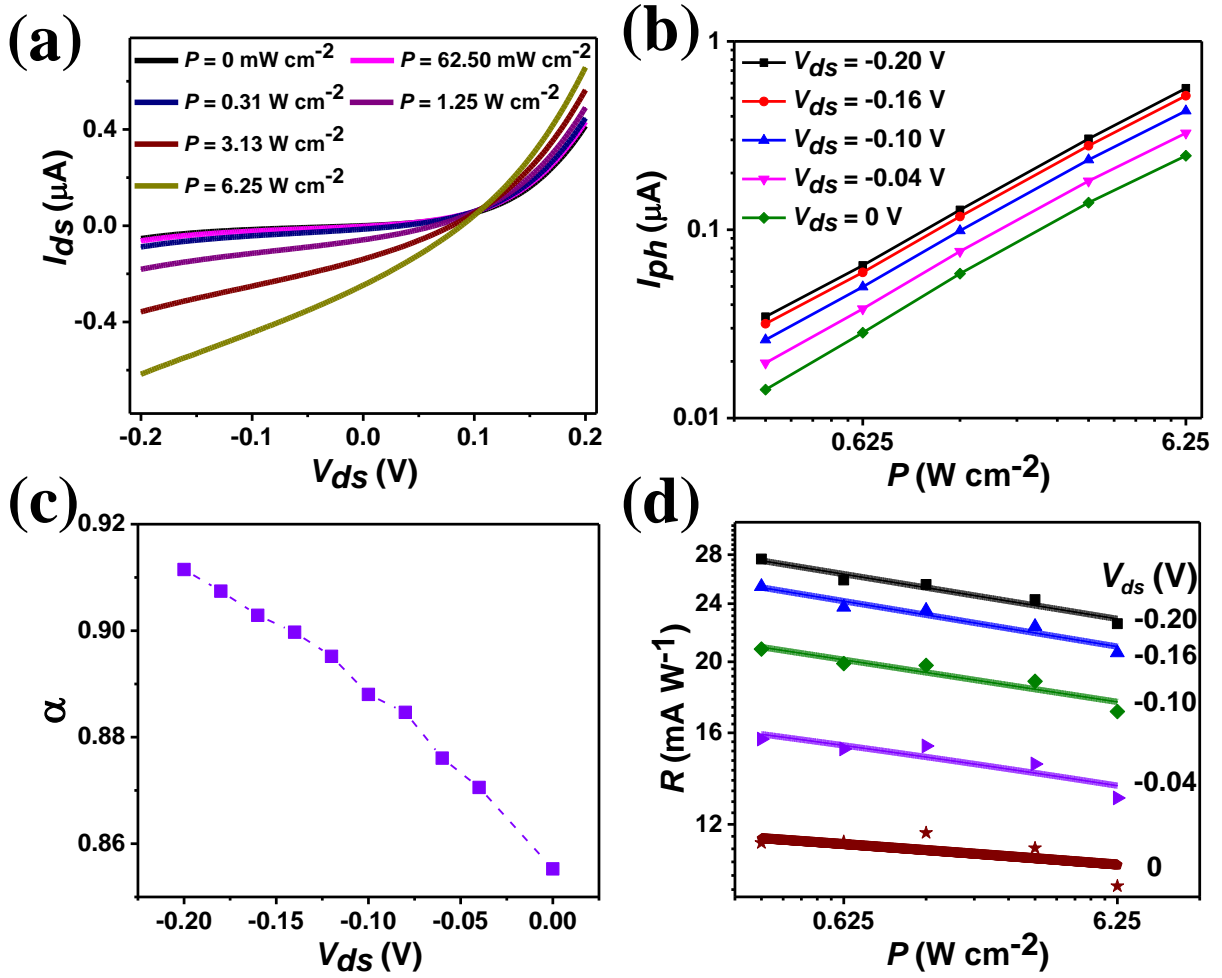 (a)
P = 0 mW cm-2
P = 62.50 mW cm-2
P = 0.31 W cm-2
P = 1.25 W cm-2
P = 3.13 W cm-2
P = 6.25 W cm-2
0.4
0.0
-0.4
Ids (μA)
-0.2
-0.1
0.0
0.1
0.2
Vds (V)
(b)
Vds = -0.20 V
Vds = -0.16 V
Vds = -0.10 V
Vds = -0.04 V
Vds = 0 V
1
0.1
0.01
Iph (μA)
0.625
6.25
P (W cm-2)
(c)
0.92
0.90
0.88
0.86
α
-0.20
-0.15
-0.10
-0.05
0.00
Vds (V)
(d)
28
24
20
16
12
R (mA W-1)
Vds (V)
-0.20
-0.16
-0.10
-0.04
0
0.625
6.25
P (W cm-2)